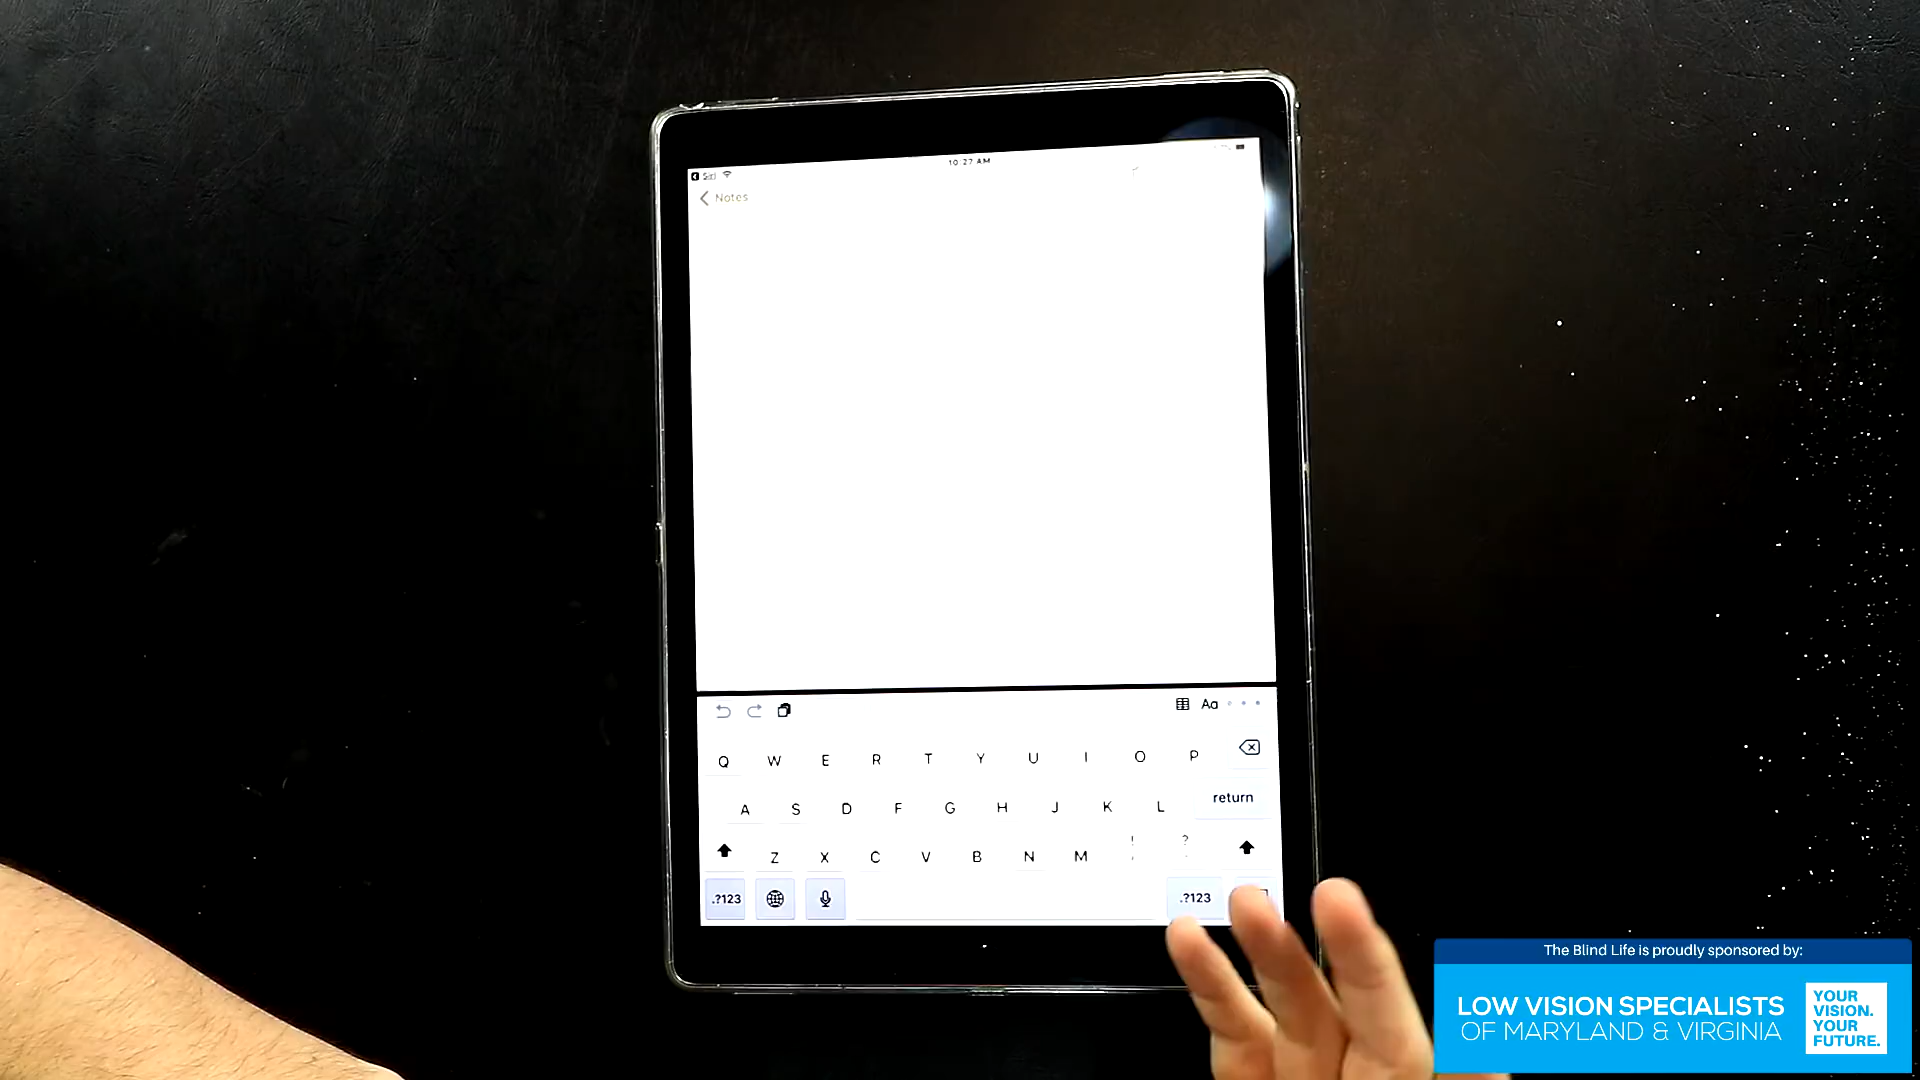 10:27 AM
Siri
Notes
Aa
Q W E R T Y U I O P
A S D F G H J K L return
! ?
Z X C V B N M , .
.?123 .?123
The Blind Life is proudly sponsored by:
LOW VISION SPECIALISTS
OF MARYLAND & VIRGINIA
YOUR
VISION.
YOUR
FUTURE.